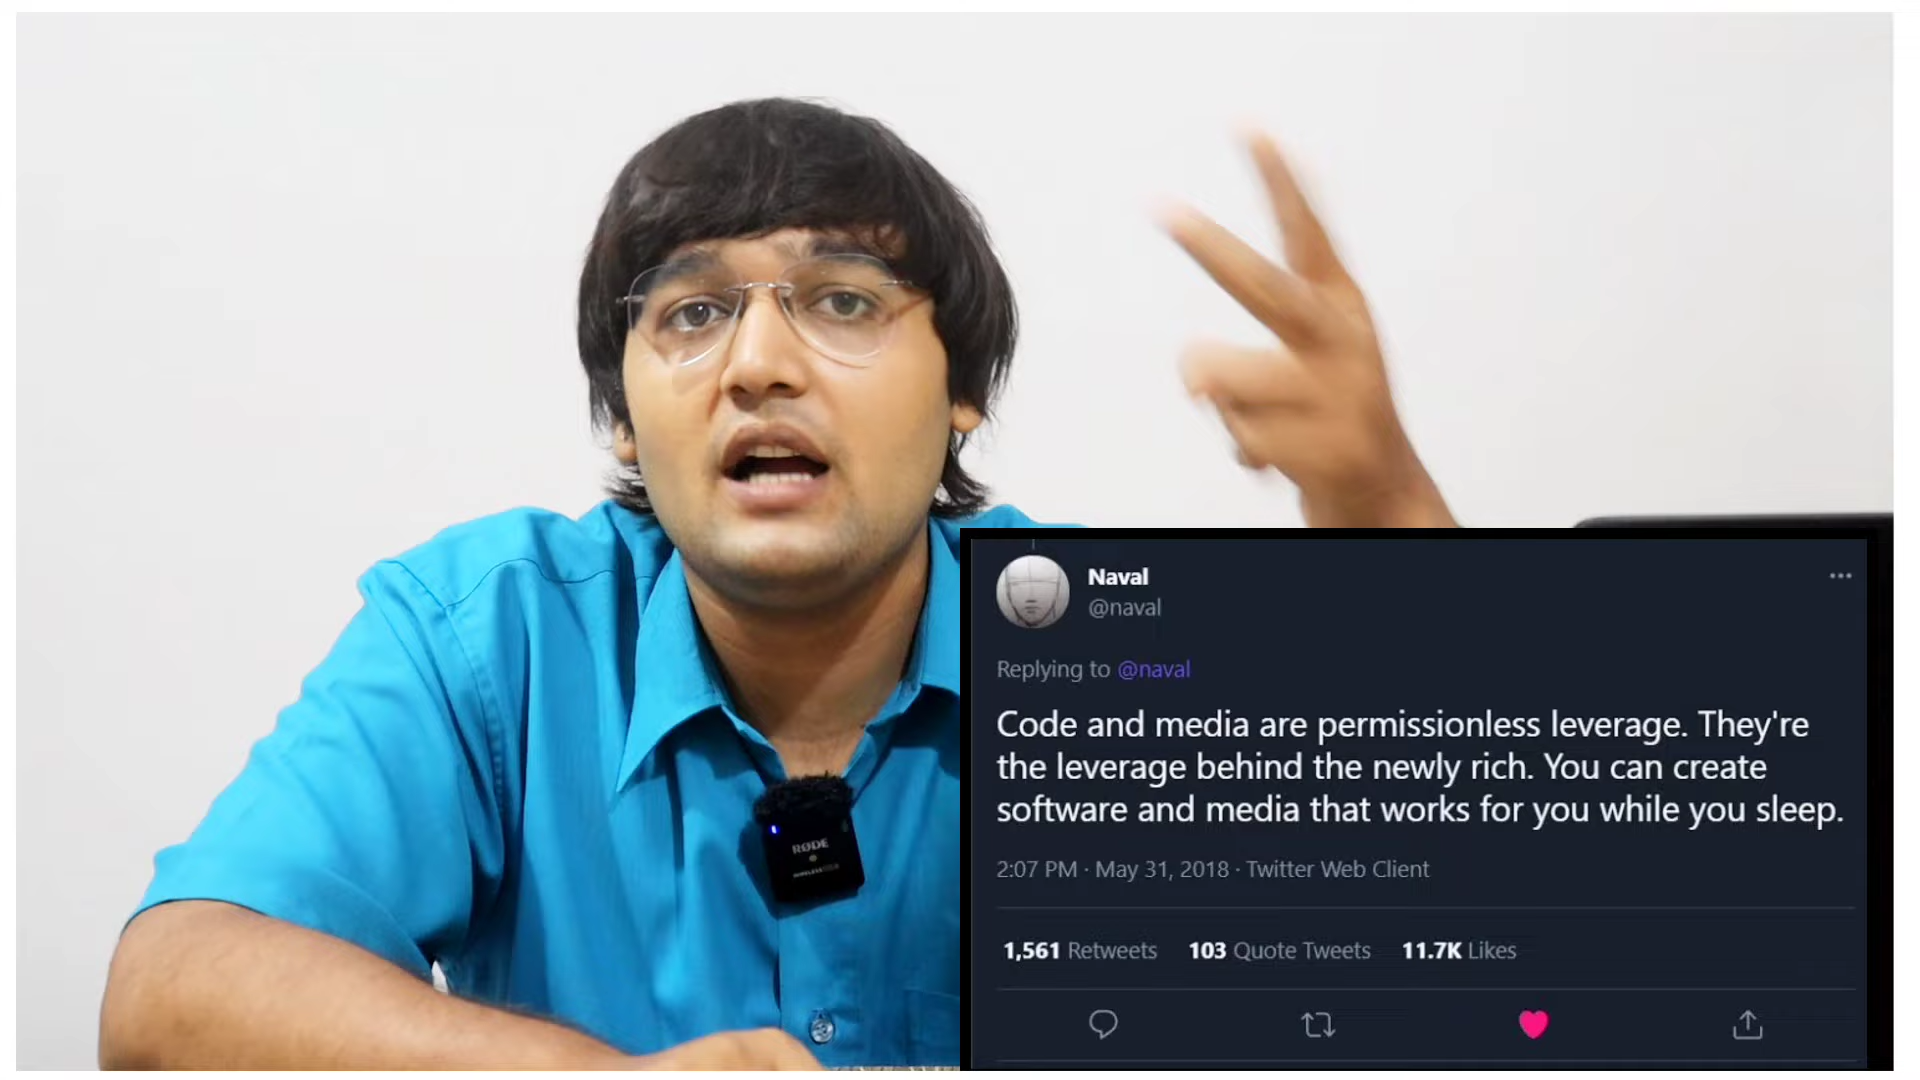 RØDE
Naval
@naval
Replying to @naval
Code and media are permissionless leverage. They're
the leverage behind the newly rich. You can create
software and media that works for you while you sleep.
2:07 PM · May 31, 2018 · Twitter Web Client
1,561 Retweets 103 Quote Tweets 11.7K Likes